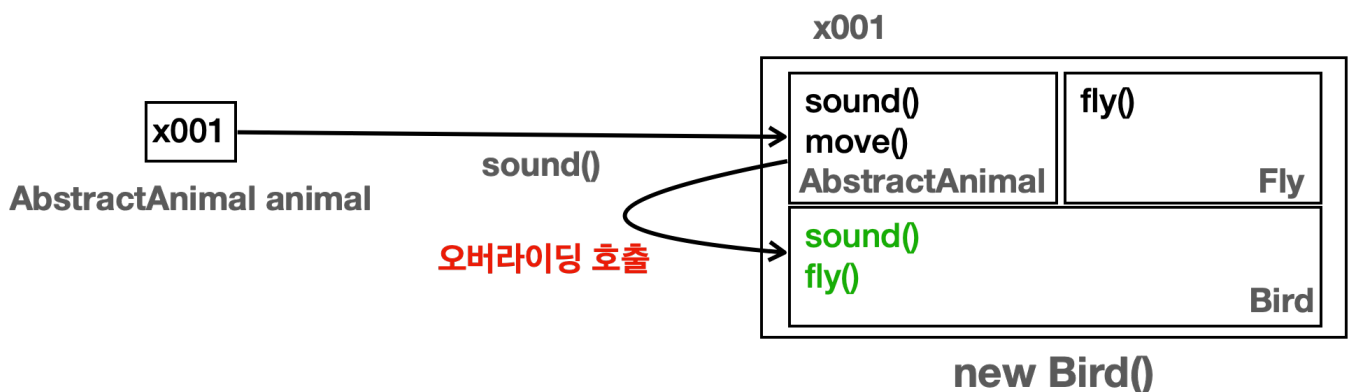 x001
AbstractAnimal animal
sound()
오버라이딩 호출
x001
sound()
move()
AbstractAnimal
fly()
Fly
sound()
fly()
Bird
new Bird()